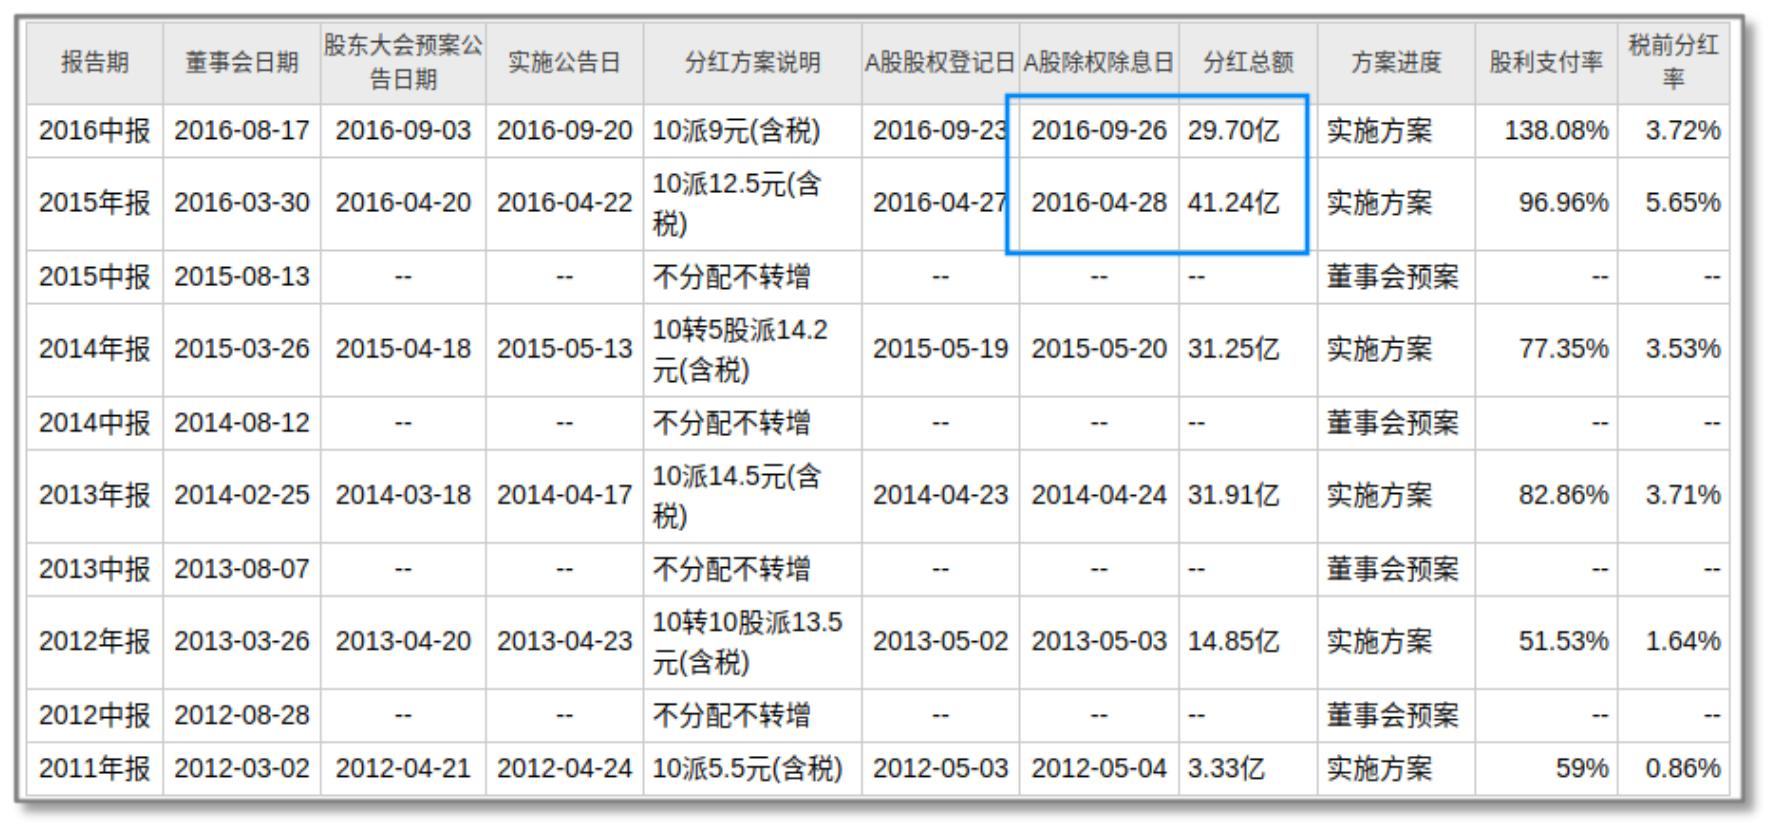 报告期 董事会日期 股东大会预案公告日期 实施公告日 分红方案说明 A股股权登记日 A股除权除息日 分红总额 方案进度 股利支付率 税前分红率
2016中报 2016-08-17 2016-09-03 2016-09-20 10派9元(含税) 2016-09-23 2016-09-26 29.70亿 实施方案 138.08% 3.72%
2015年报 2016-03-30 2016-04-20 2016-04-22 10派12.5元(含税) 2016-04-27 2016-04-28 41.24亿 实施方案 96.96% 5.65%
2015中报 2015-08-13 -- -- 不分配不转增 -- -- -- 董事会预案 -- --
2014年报 2015-03-26 2015-04-18 2015-05-13 10转5股派14.2元(含税) 2015-05-19 2015-05-20 31.25亿 实施方案 77.35% 3.53%
2014中报 2014-08-12 -- -- 不分配不转增 -- -- -- 董事会预案 -- --
2013年报 2014-02-25 2014-03-18 2014-04-17 10派14.5元(含税) 2014-04-23 2014-04-24 31.91亿 实施方案 82.86% 3.71%
2013中报 2013-08-07 -- -- 不分配不转增 -- -- -- 董事会预案 -- --
2012年报 2013-03-26 2013-04-20 2013-04-23 10转10股派13.5元(含税) 2013-05-02 2013-05-03 14.85亿 实施方案 51.53% 1.64%
2012中报 2012-08-28 -- -- 不分配不转增 -- -- -- 董事会预案 -- --
2011年报 2012-03-02 2012-04-21 2012-04-24 10派5.5元(含税) 2012-05-03 2012-05-04 3.33亿 实施方案 59% 0.86%